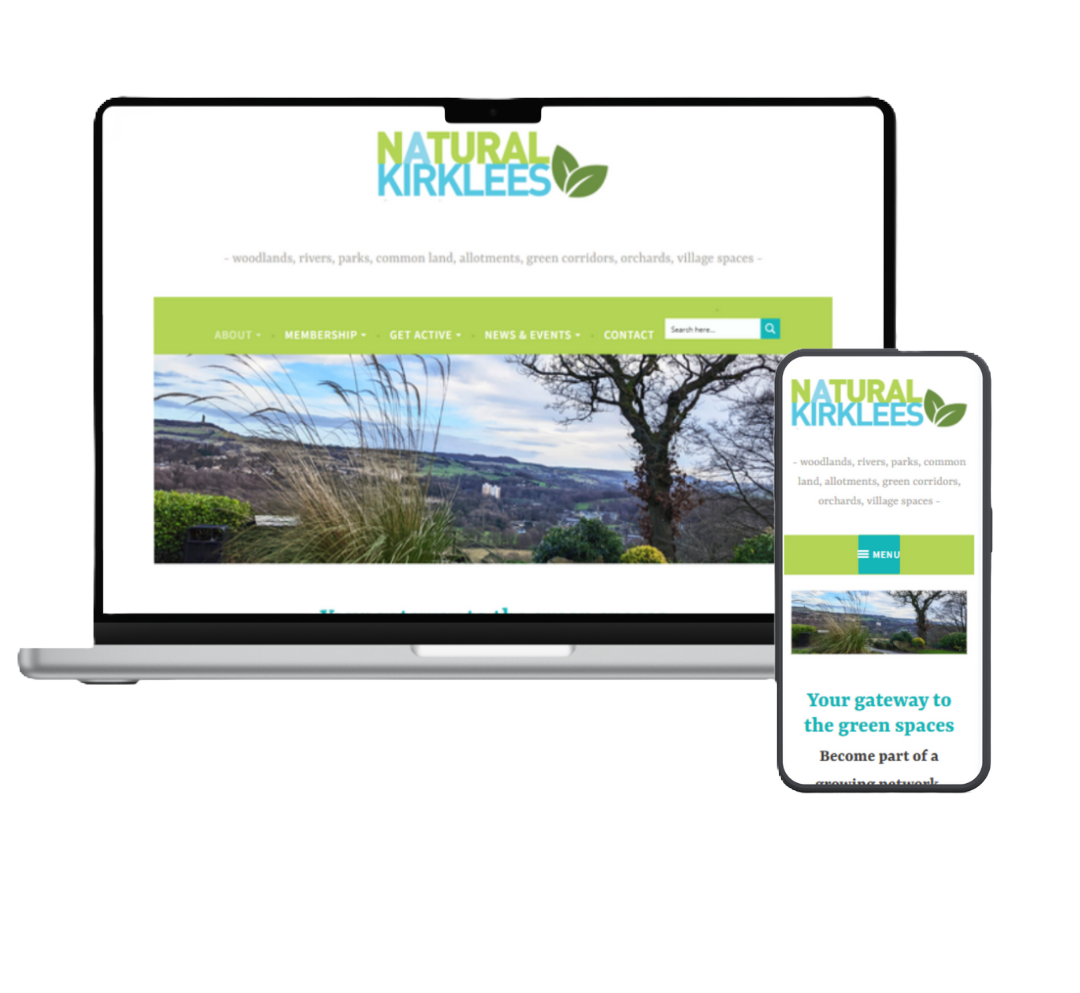 NATURAL
KIRKLEES
- woodlands, rivers, parks, common land, allotments, green corridors, orchards, village spaces -
ABOUT MEMBERSHIP GET ACTIVE NEWS & EVENTS CONTACT Search here...
NATURAL
KIRKLEES
- woodlands, rivers, parks, common
land, allotments, green corridors,
orchards, village spaces -
MENU
Your gateway to
the green spaces
Become part of a
growing network